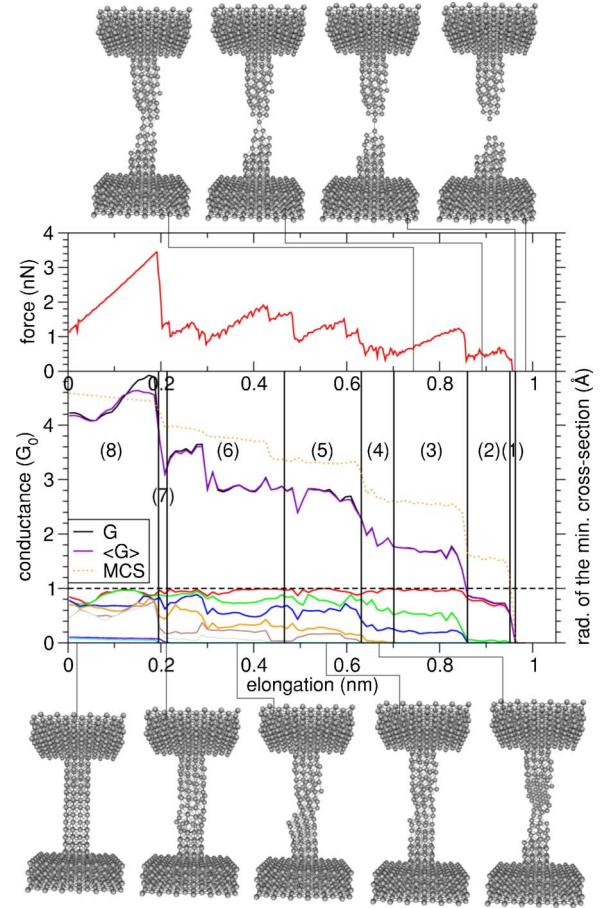 4
3
2
1
0
force (nN)
0 0.2 0.4 0.6 0.8 1
4
3
2
1
0
conductance (G0)
rad. of the min. cross-section (Å)
(8) (6) (5) (4) (3) (2) (1)
(7)
G
<G>
MCS
0 0.2 0.4 0.6 0.8 1
elongation (nm)